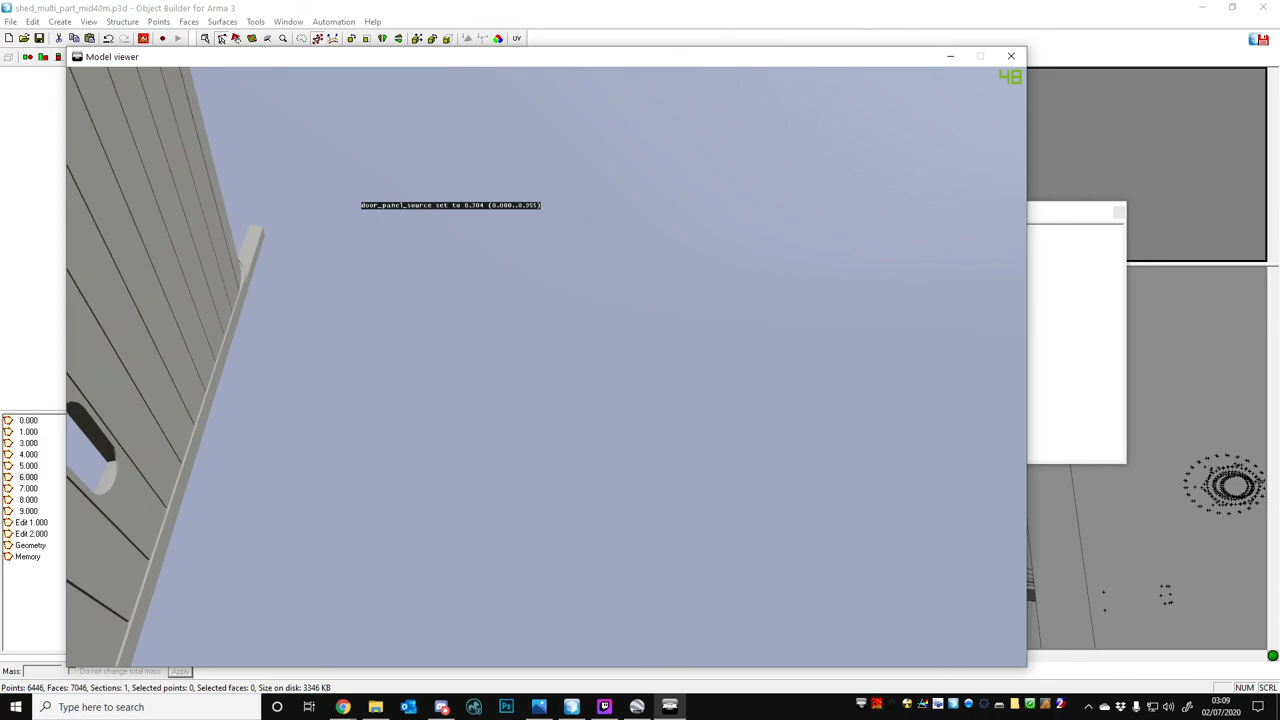 shed_multi_part_mid40m.p3d - Object Builder for Arma 3
File Edit Create View Structure Points Faces Surfaces Tools Window Automation Help
UV
Model viewer
48
door_panel_source set to 0.304 (0.000..0.955)
0.000
1.000
3.000
4.000
5.000
6.000
7.000
8.000
9.000
Edit 1.000
Edit 2.000
Geometry
Memory
Mass: Do not change total mass Apply
Points: 6446, Faces: 7046, Sections: 1, Selected points: 0, Selected faces: 0, Size on disk: 3346 KB
NUM SCRL
Type here to search
Ps
03:09
02/07/2020